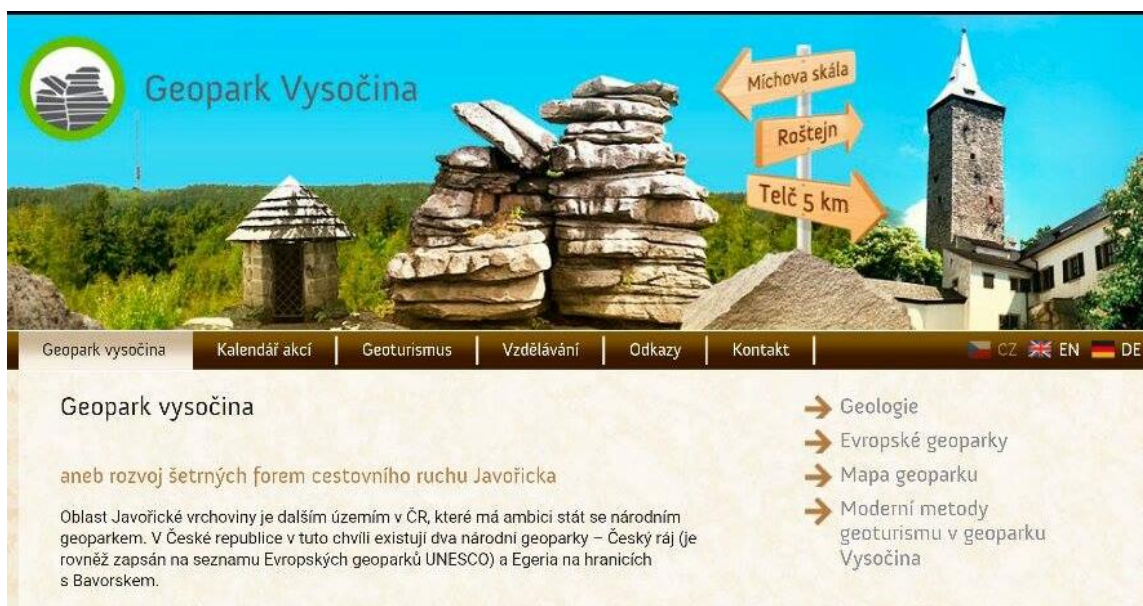 Geopark Vysočina
Míchova skála
Roštejn
Telč 5 km
Geopark vysočina
Kalendář akcí
Geoturismus
Vzdělávání
Odkazy
Kontakt
CZ EN DE
Geopark vysočina
aneb rozvoj šetrných forem cestovního ruchu Javořicka
Oblast Javořické vrchoviny je dalším územím v ČR, které má ambici stát se národním
geoparkem. V České republice v tuto chvíli existují dva národní geoparky – Český ráj (je
rovněž zapsán na seznamu Evropských geoparků UNESCO) a Egeria na hranicích
s Bavorskem.
Geologie
Evropské geoparky
Mapa geoparku
Moderní metody
geoturismu v geoparku
Vysočina